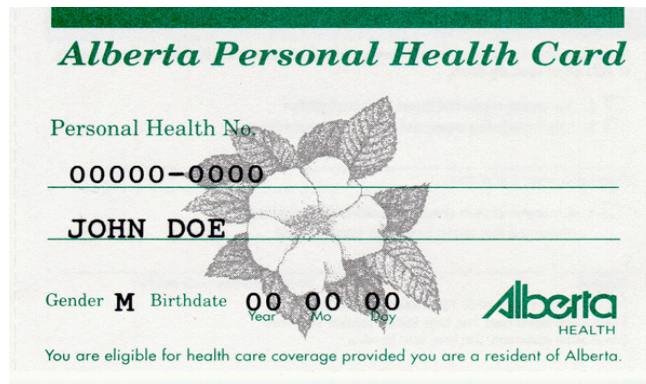 Alberta Personal Health Card
Personal Health No.
00000-0000
JOHN DOE
Gender M Birthdate 00 00 00
Year Mo Day
Alberta
HEALTH
You are eligible for health care coverage provided you are a resident of Alberta.